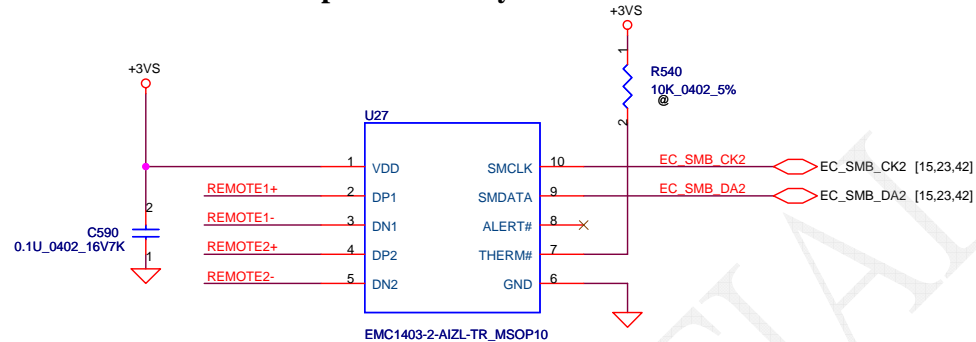 +3VS
+3VS
1
R540
10K_0402_5%
@
2
U27
1 VDD SMCLK 10 EC_SMB_CK2 EC_SMB_CK2 [15,23,42]
REMOTE1+ 2 DP1 SMDATA 9 EC_SMB_DA2 EC_SMB_DA2 [15,23,42]
REMOTE1- 3 DN1 ALERT# 8
REMOTE2+ 4 DP2 THERM# 7
REMOTE2- 5 DN2 GND 6
2
C590
0.1U_0402_16V7K
1
EMC1403-2-AIZL-TR_MSOP10